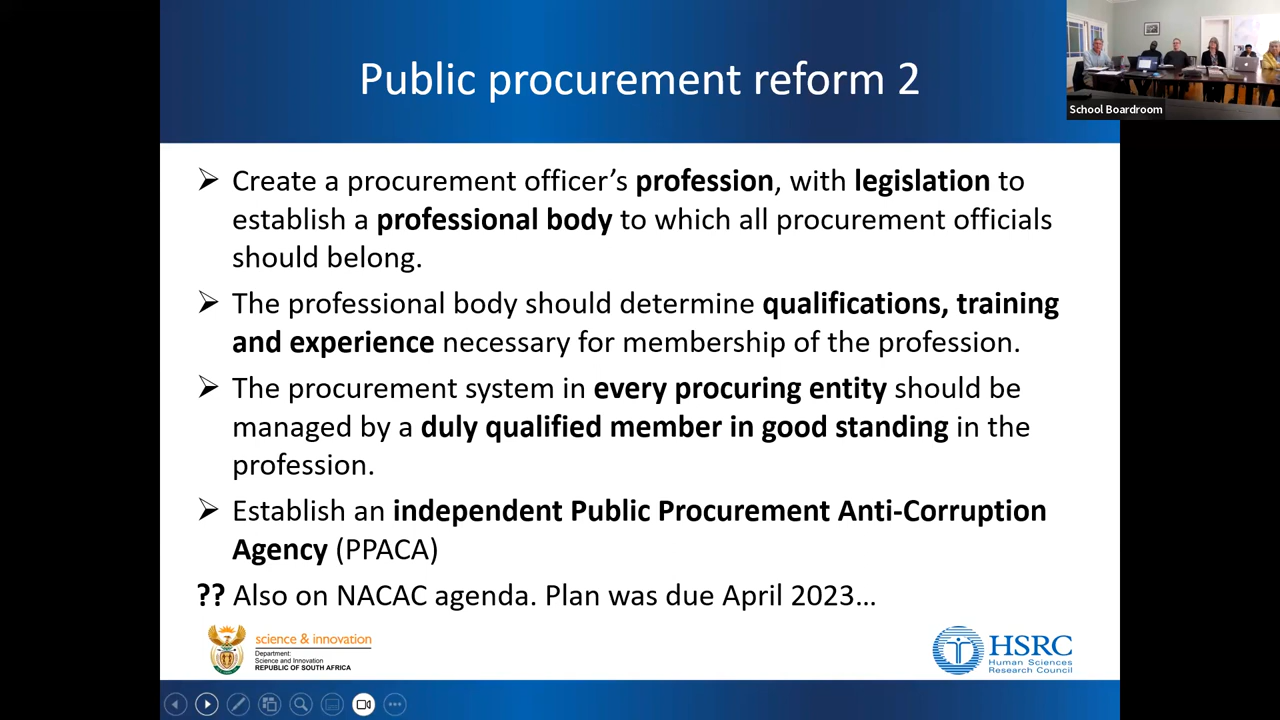 Public procurement reform 2
School Boardroom
➢ Create a procurement officer’s profession, with legislation to
establish a professional body to which all procurement officials
should belong.
➢ The professional body should determine qualifications, training
and experience necessary for membership of the profession.
➢ The procurement system in every procuring entity should be
managed by a duly qualified member in good standing in the
profession.
➢ Establish an independent Public Procurement Anti-Corruption
Agency (PPACA)
?? Also on NACAC agenda. Plan was due April 2023…
science & innovation
Department:
Science and Innovation
REPUBLIC OF SOUTH AFRICA
HSRC
Human Sciences
Research Council